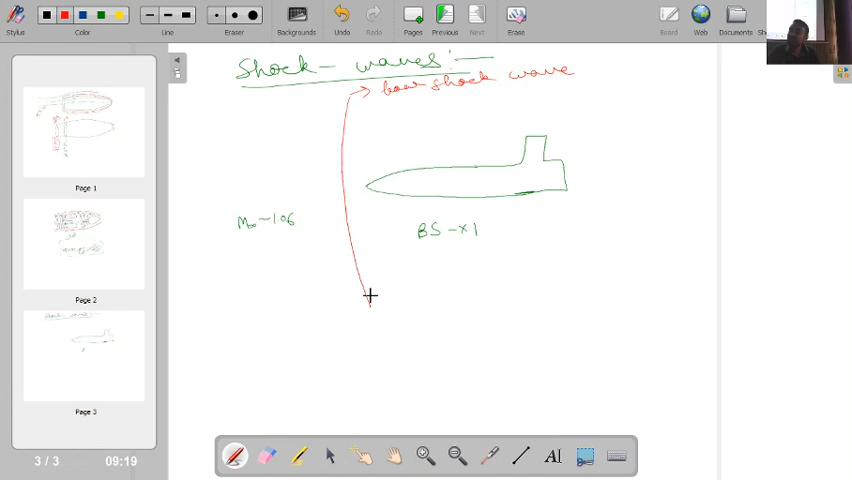 Stylus
Color
Line
Eraser
Backgrounds
Undo
Redo
Pages
Previous
Next
Erase
Board
Web
Documents
Shock - waves:
bow shock wave
M∞ ~ 1.06
BS - X1
Page 1
Page 2
Page 3
3 / 3
09:19